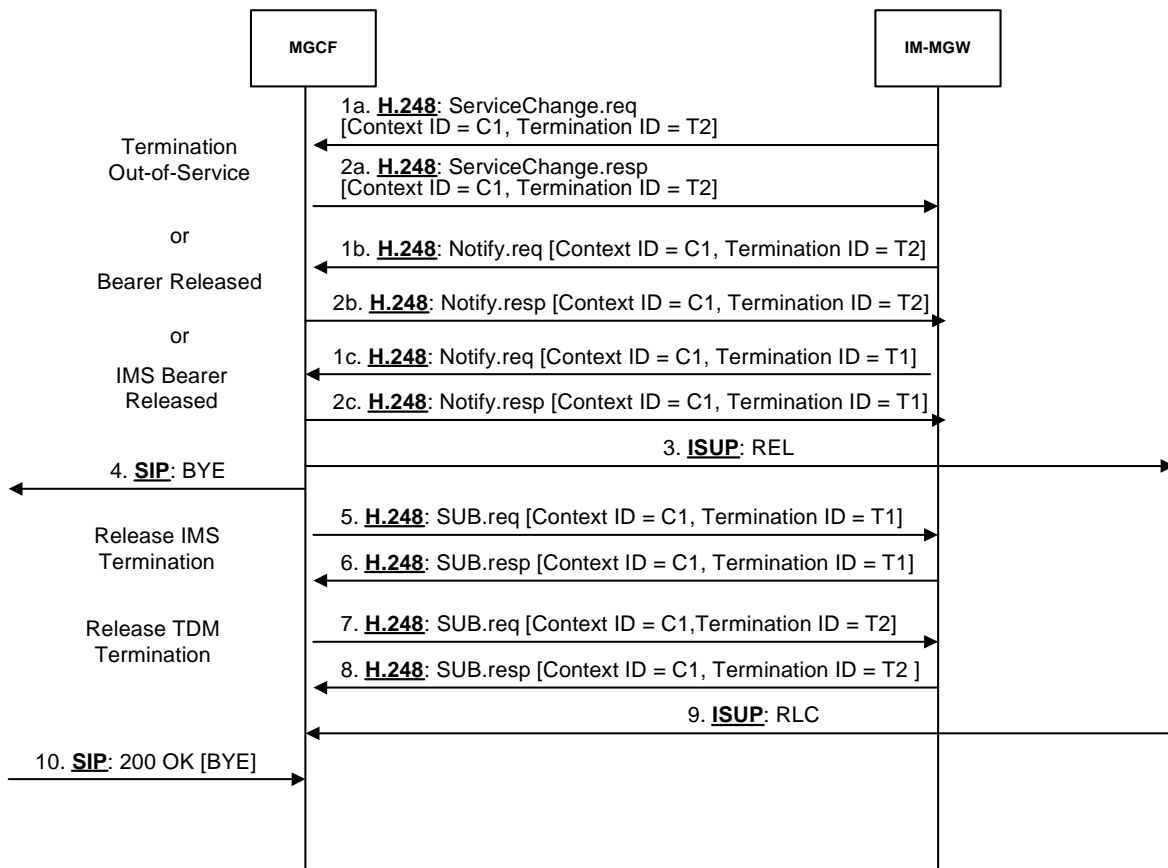 MGCF
IM-MGW
1a. H.248: ServiceChange.req
[Context ID = C1, Termination ID = T2]
Termination
Out-of-Service
2a. H.248: ServiceChange.resp
[Context ID = C1, Termination ID = T2]
or
1b. H.248: Notify.req [Context ID = C1, Termination ID = T2]
Bearer Released
2b. H.248: Notify.resp [Context ID = C1, Termination ID = T2]
or
1c. H.248: Notify.req [Context ID = C1, Termination ID = T1]
IMS Bearer
Released
2c. H.248: Notify.resp [Context ID = C1, Termination ID = T1]
3. ISUP: REL
4. SIP: BYE
5. H.248: SUB.req [Context ID = C1, Termination ID = T1]
Release IMS
Termination
6. H.248: SUB.resp [Context ID = C1, Termination ID = T1]
7. H.248: SUB.req [Context ID = C1,Termination ID = T2]
Release TDM
Termination
8. H.248: SUB.resp [Context ID = C1, Termination ID = T2 ]
9. ISUP: RLC
10. SIP: 200 OK [BYE]